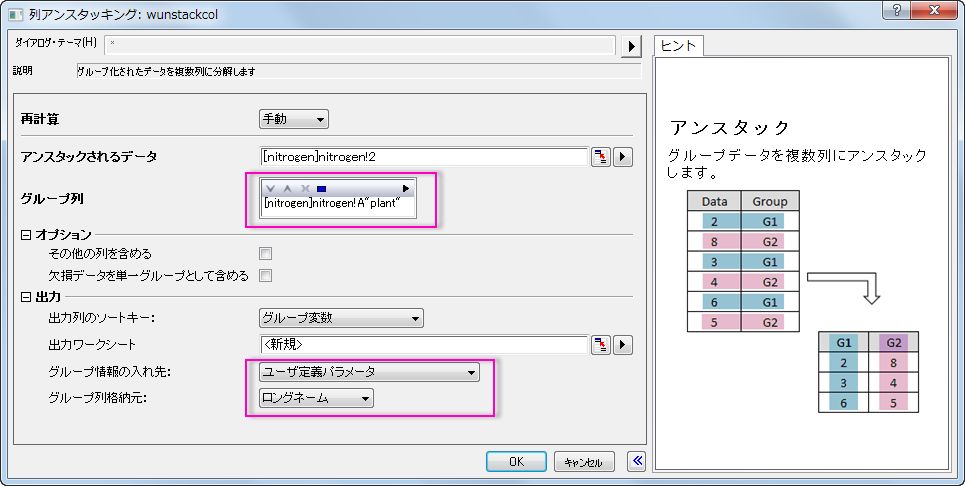 列アンスタッキング: wunstackcol
ダイアログ・テーマ(H) *
説明 グループ化されたデータを複数列に分解します
再計算 手動
アンスタックされるデータ [nitrogen]nitrogen!2
グループ列 [nitrogen]nitrogen!A"plant"
オプション
その他の列を含める
欠損データを単一グループとして含める
出力
出力列のソートキー: グループ変数
出力ワークシート <新規>
グループ情報の入れ先: ユーザ定義パラメータ
グループ列格納元: ロングネーム
OK キャンセル
ヒント
アンスタック
グループデータを複数列にアンスタック
します。
Data Group
2 G1
8 G2
3 G1
4 G2
6 G1
5 G2
G1 G2
2 8
3 4
6 5